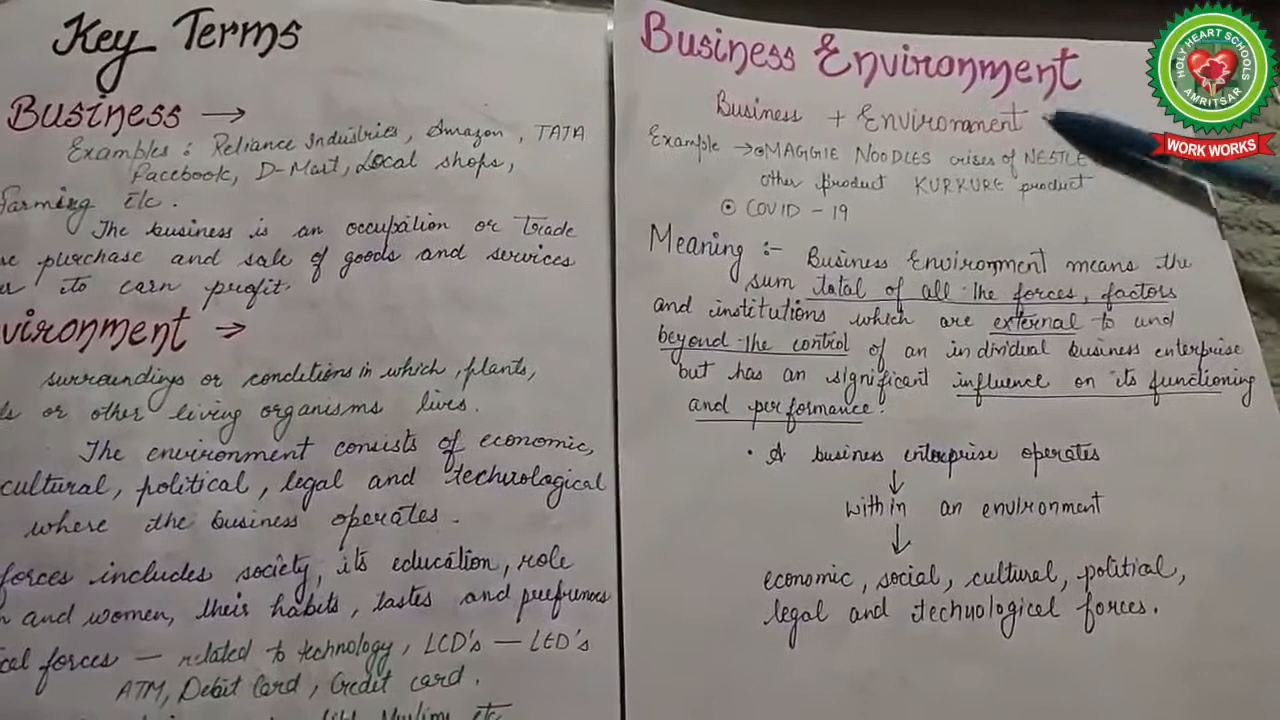 Key Terms
Business →
Examples : Reliance Industries, Amazon, TATA
Facebook, D-Mart, Local shops,
Farming etc.
The business is an occupation or trade
purchase and sale of goods and services
to earn profit.
vironment →
surroundings or conditions in which, plants,
or other living organisms lives.
The environment consists of economic,
cultural, political, legal and technological
where the business operates.
forces includes society, its education, role
and women, their habits, tastes and prefrences
cal forces — related to technology, LCD's — LED's
ATM, Debit Card, Credit card.
Muslims etc
Business Environment
Business + Environment
Example → ⊙ MAGGIE NOODLES crises of NESTLE
other product KURKURE product
⊙ COVID - 19
Meaning :- Business Environment means the
sum total of all the forces, factors
and institutions which are external to and
beyond the control of an individual business enterprise
but has an significant influence on its functioning
and performance.
• A business enterprise operates
↓
within an environment
↓
economic, social, cultural, political,
legal and technological forces.
HOLY HEART SCHOOLS
AMRITSAR
WORK WORKS